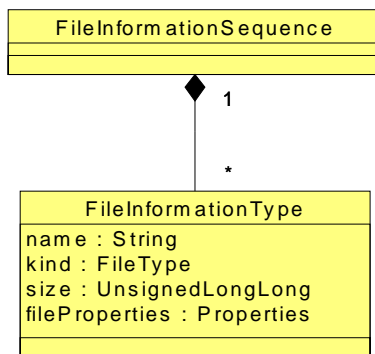 FileInformationSequence
1
*
FileInformationType
name : String
kind : FileType
size : UnsignedLongLong
fileProperties : Properties